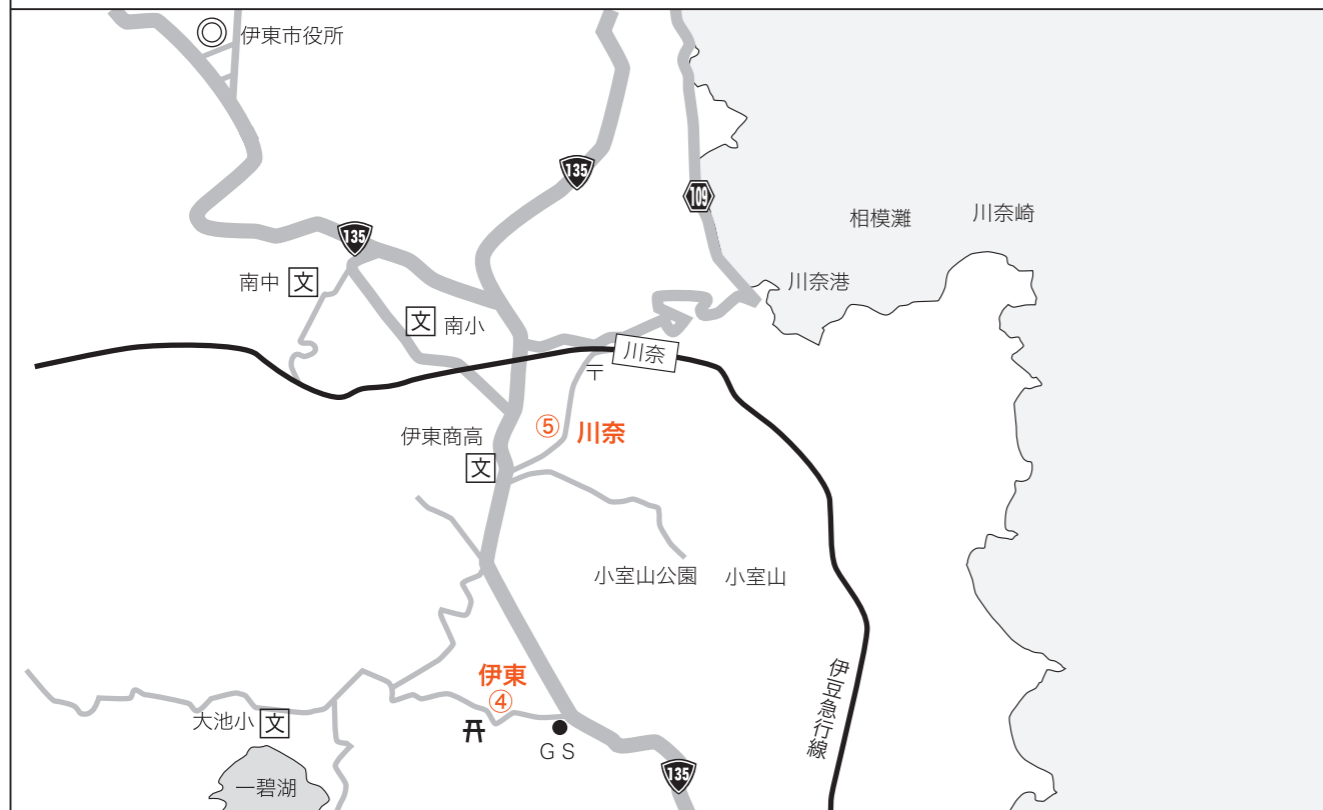 伊東市役所
135
109
相模灘
川奈崎
135
南中
文
川奈港
文
南小
川奈
〒
伊東商高
⑤
川奈
文
小室山公園
小室山
伊東
④
伊豆急行線
大池小
文
GS
135
一碧湖